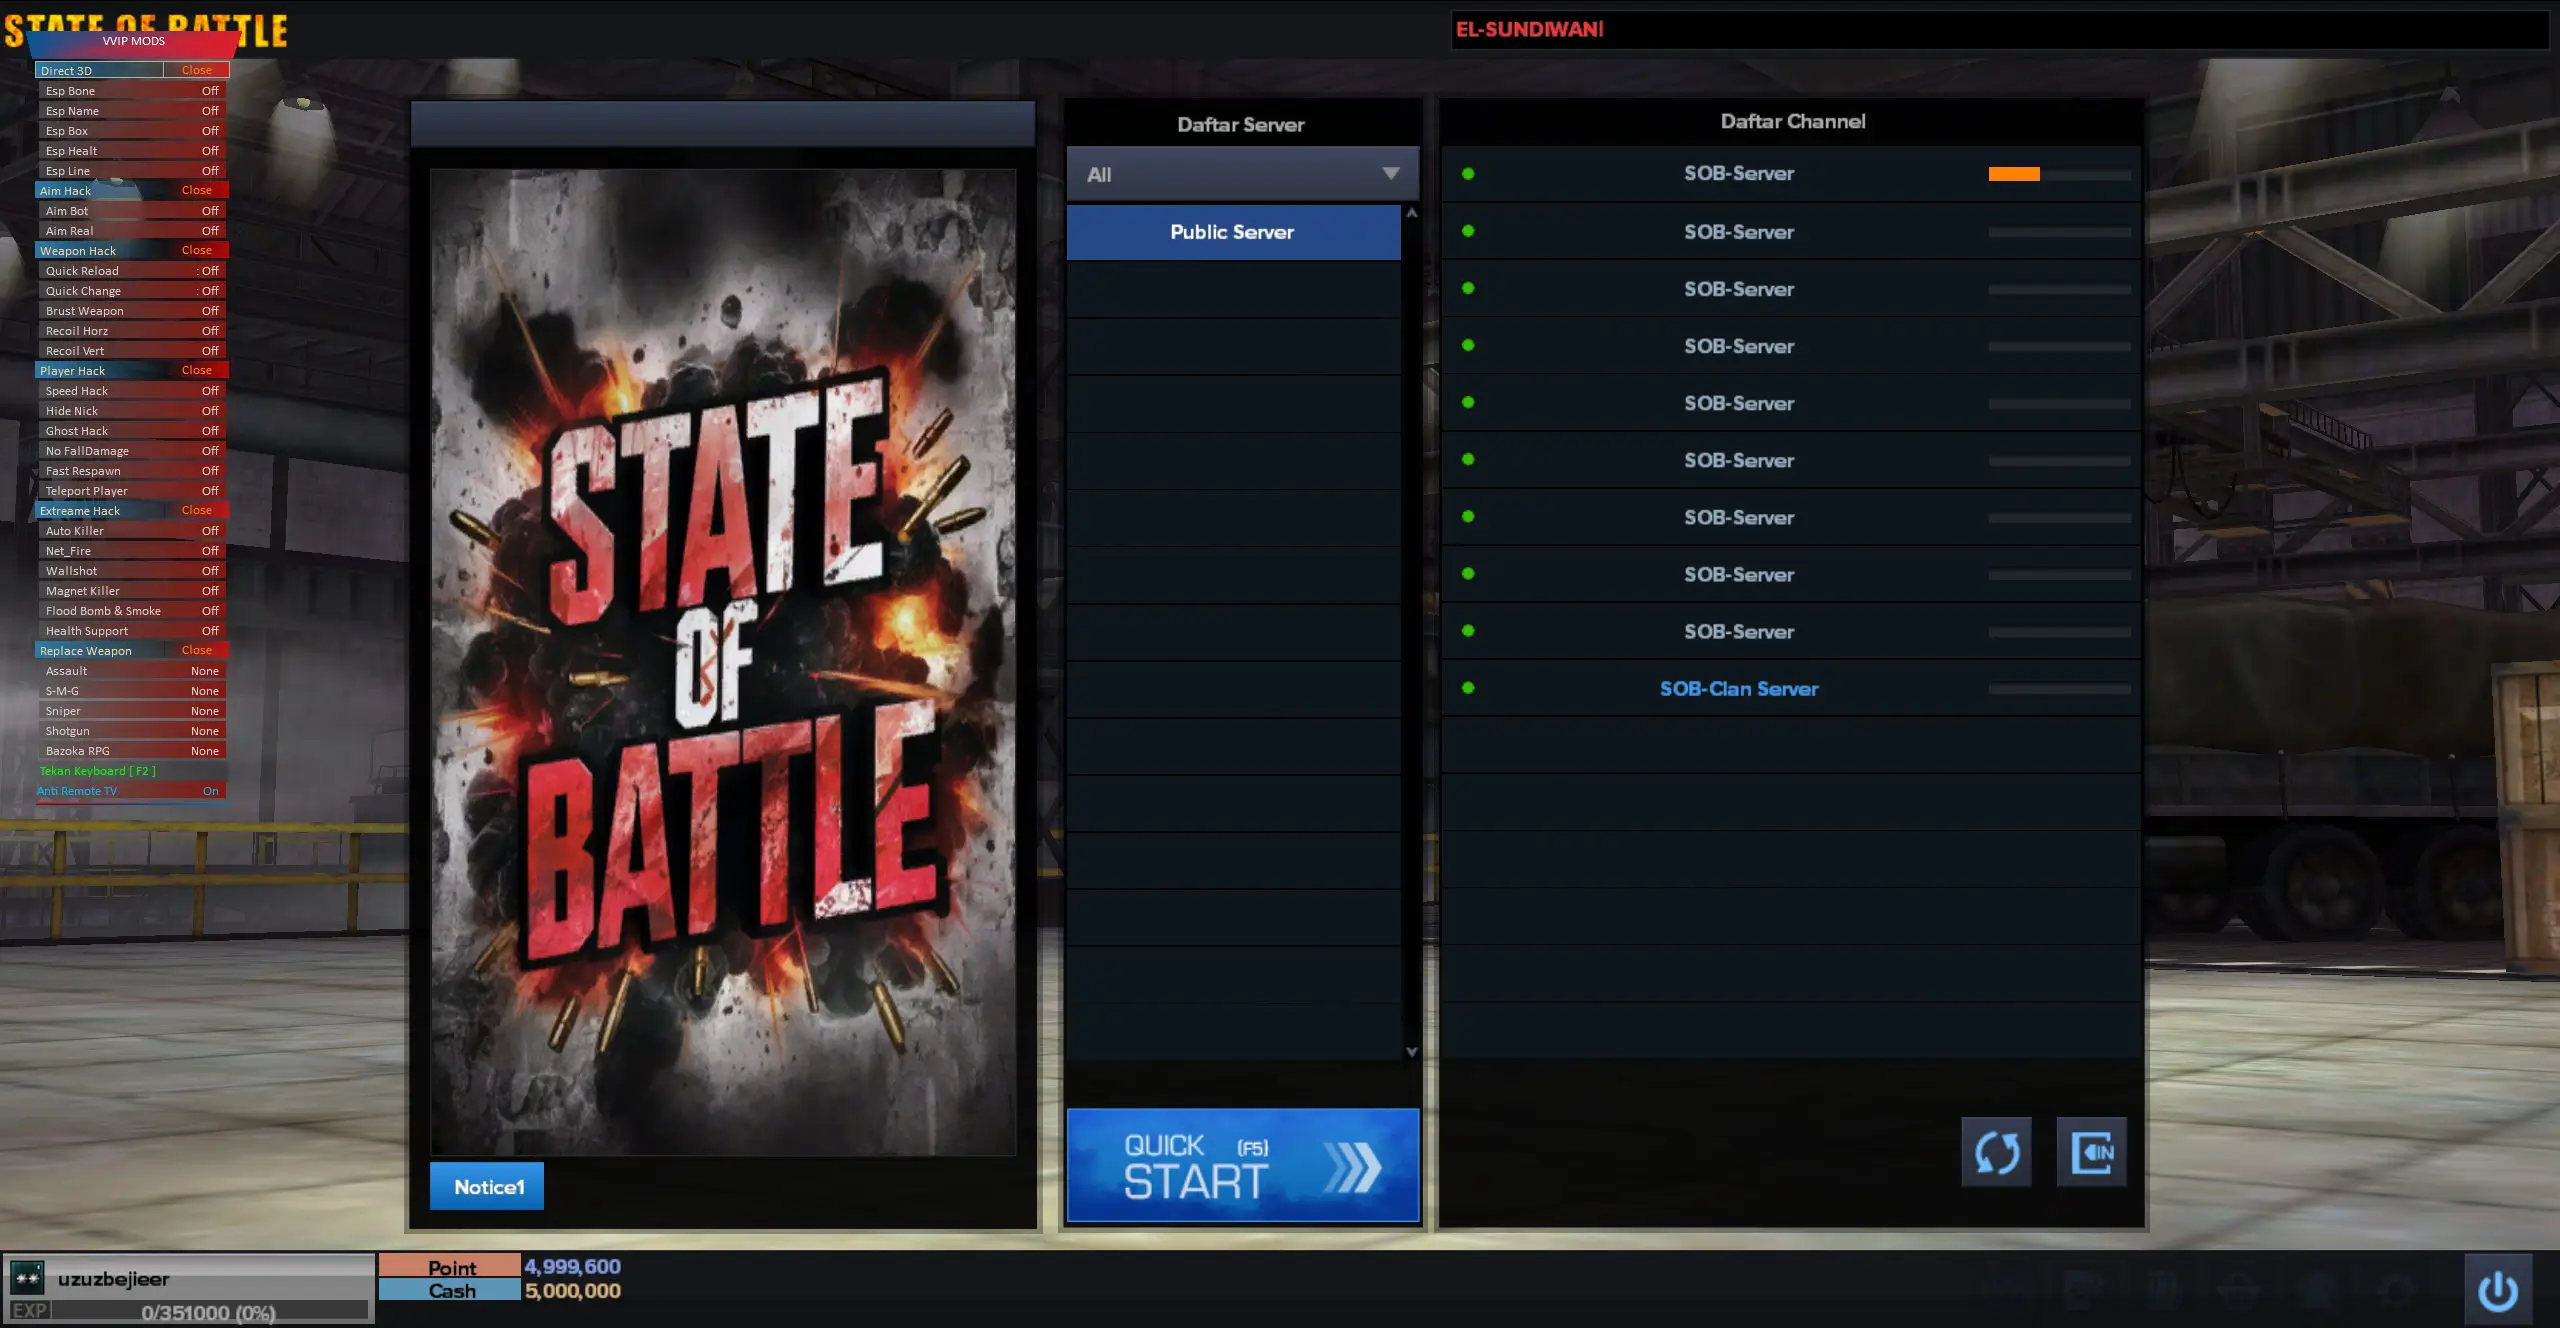 STATE OF BATTLE
EL-SUNDIWANI
VVIP MODS
Direct 3D Close
Esp Bone Off
Esp Name Off
Esp Box Off
Esp Healt Off
Esp Line Off
Aim Hack Close
Aim Bot Off
Aim Real Off
Weapon Hack Close
Quick Reload : Off
Quick Change : Off
Brust Weapon Off
Recoil Horz Off
Recoil Vert Off
Player Hack Close
Speed Hack Off
Hide Nick Off
Ghost Hack Off
No FallDamage Off
Fast Respawn Off
Teleport Player Off
Extreame Hack Close
Auto Killer Off
Net_Fire Off
Wallshot Off
Magnet Killer Off
Flood Bomb & Smoke Off
Health Support Off
Replace Weapon Close
Assault None
S-M-G None
Sniper None
Shotgun None
Bazoka RPG None
Tekan Keyboard [ F2 ]
Anti Remote TV On
STATE
OF
BATTLE
Notice1
Daftar Server
All
Public Server
QUICK (F5)
START
Daftar Channel
SOB-Server
SOB-Server
SOB-Server
SOB-Server
SOB-Server
SOB-Server
SOB-Server
SOB-Server
SOB-Server
SOB-Clan Server
IN
uzuzbejieer
EXP 0/351000 (0%)
Point 4,999,600
Cash 5,000,000